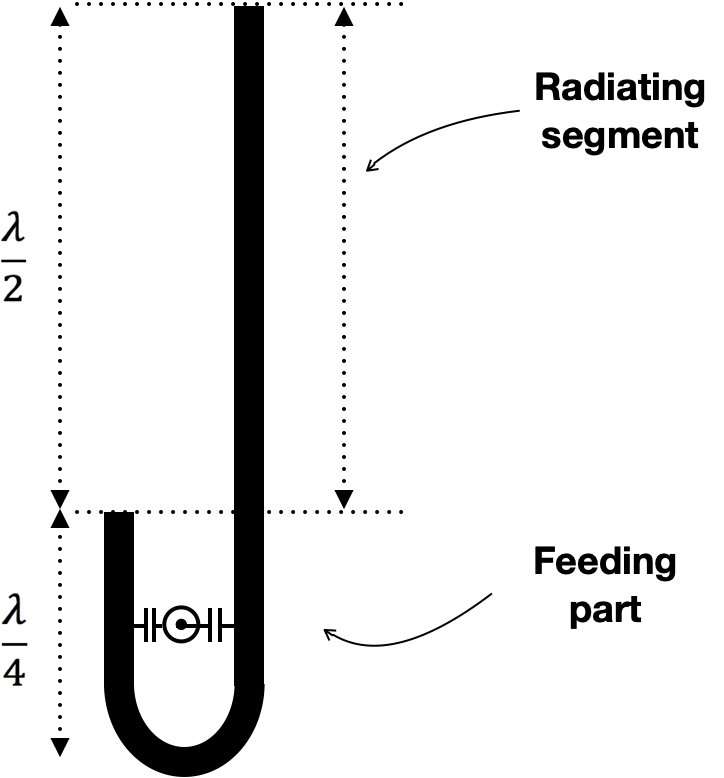 Radiating
segment
λ
2
Feeding
part
λ
4